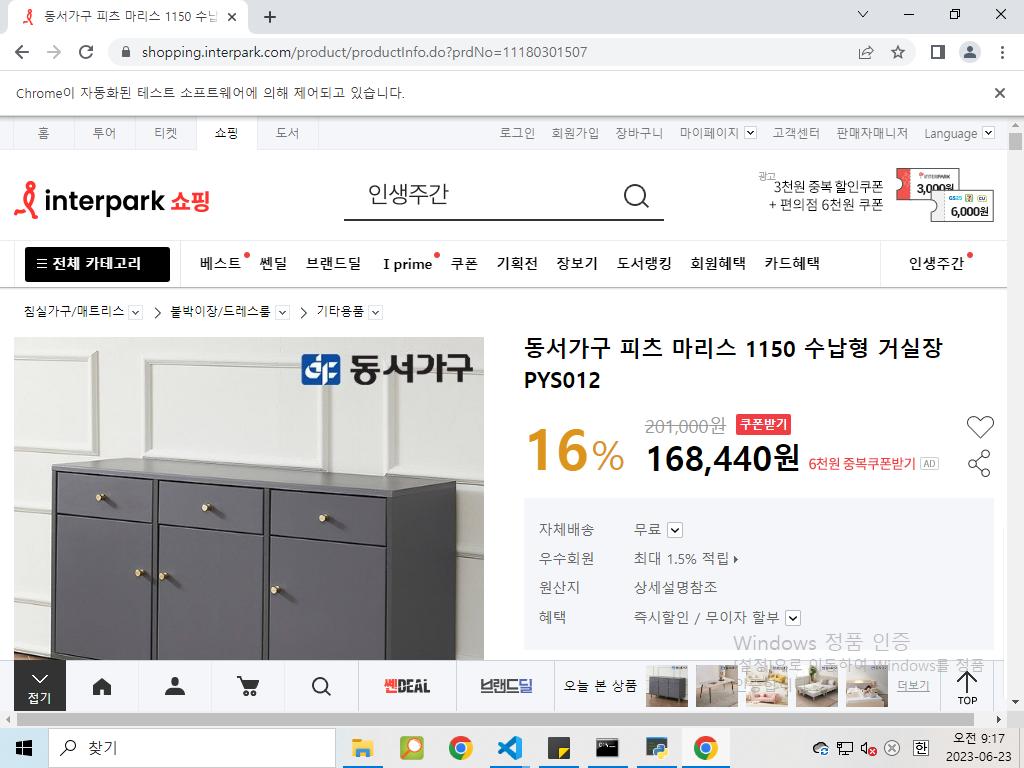 동서가구 피츠 마리스 1150 수납
shopping.interpark.com/product/productInfo.do?prdNo=11180301507
Chrome이 자동화된 테스트 소프트웨어에 의해 제어되고 있습니다.
홈 투어 티켓 쇼핑 도서 로그인 회원가입 장바구니 마이페이지 고객센터 판매자매니저 Language
광고
interpark 쇼핑 인생주간 3천원 중복 할인쿠폰 3,000원
+ 편의점 6천원 쿠폰 6,000원
전체 카테고리 베스트 쎈딜 브랜드딜 I prime 쿠폰 기획전 장보기 도서랭킹 회원혜택 카드혜택 인생주간
침실가구/매트리스 붙박이장/드레스룸 기타용품
동서가구
동서가구 피츠 마리스 1150 수납형 거실장
PYS012
16% 201,000원 쿠폰받기
168,440원 6천원 중복쿠폰받기 AD
자체배송 무료
우수회원 최대 1.5% 적립
원산지 상세설명참조
혜택 즉시할인 / 무이자 할부
Windows 정품 인증
[설정]으로 이동하여 Windows를 정품
접기 쎈DEAL 브랜드딜 오늘 본 상품 더보기 TOP
찾기 한 오전 9:17
2023-06-23